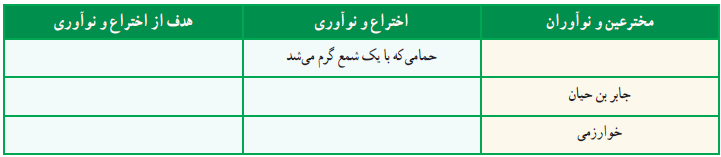 مخترعین و نوآوران	اختراع و نوآوری	هدف از اختراع و نوآوری
حمامی‌که با یک شمع گرم می‌شد
جابر بن حیان
خوارزمی